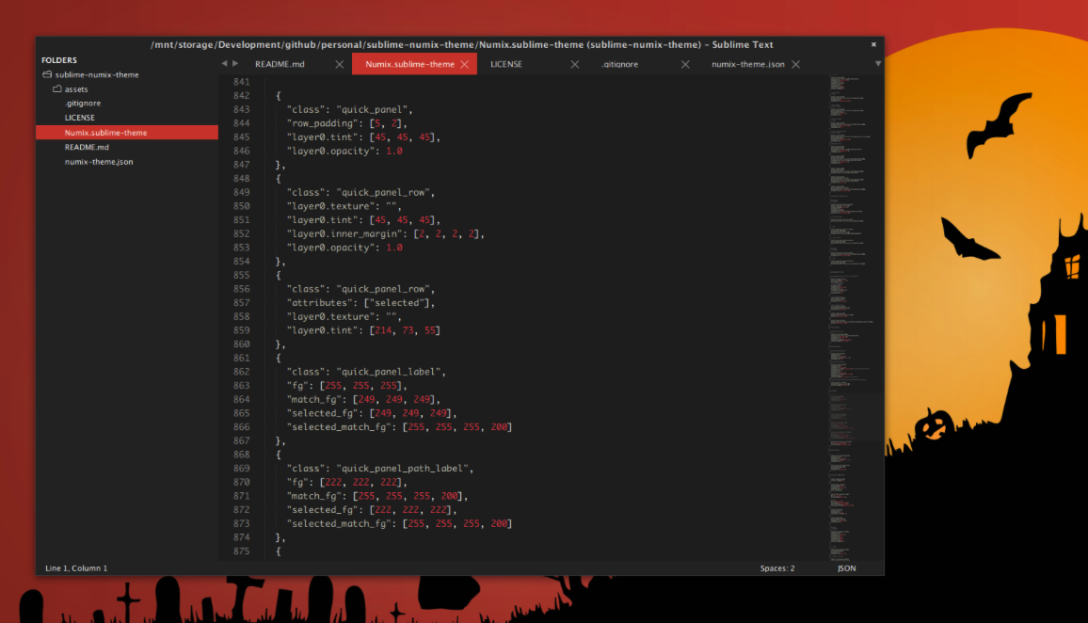 /mnt/storage/Development/github/personal/sublime-numix-theme/Numix.sublime-theme (sublime-numix-theme) - Sublime Text
FOLDERS
sublime-numix-theme
assets
.gitignore
LICENSE
Numix.sublime-theme
README.md
numix-theme.json
README.md
Numix.sublime-theme
LICENSE
.gitignore
numix-theme.json
841
842 {
843 "class": "quick_panel",
844 "row_padding": [5, 2],
845 "layer0.tint": [45, 45, 45],
846 "layer0.opacity": 1.0
847 },
848 {
849 "class": "quick_panel_row",
850 "layer0.texture": "",
851 "layer0.tint": [45, 45, 45],
852 "layer0.inner_margin": [2, 2, 2, 2],
853 "layer0.opacity": 1.0
854 },
855 {
856 "class": "quick_panel_row",
857 "attributes": ["selected"],
858 "layer0.texture": "",
859 "layer0.tint": [214, 73, 55]
860 },
861 {
862 "class": "quick_panel_label",
863 "fg": [255, 255, 255],
864 "match_fg": [249, 249, 249],
865 "selected_fg": [249, 249, 249],
866 "selected_match_fg": [255, 255, 255, 200]
867 },
868 {
869 "class": "quick_panel_path_label",
870 "fg": [222, 222, 222],
871 "match_fg": [255, 255, 255, 200],
872 "selected_fg": [222, 222, 222],
873 "selected_match_fg": [255, 255, 255, 200]
874 },
875 {
Line 1, Column 1
Spaces: 2
JSON